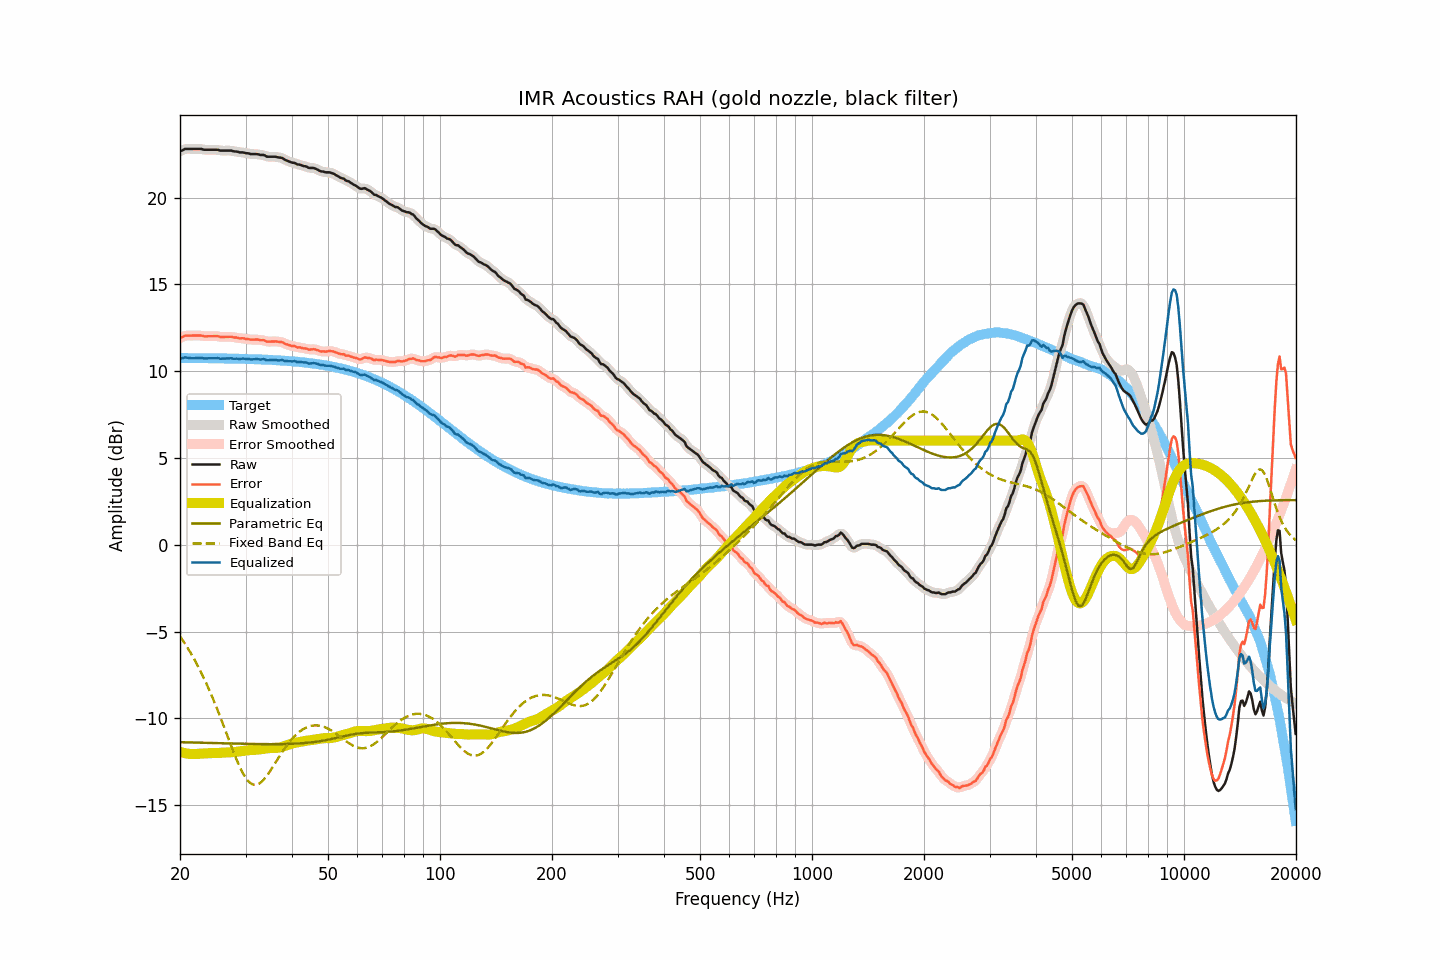 IMR Acoustics RAH (gold nozzle, black filter)
Amplitude (dBr)
20
15
10
5
0
−5
−10
−15
Target
Raw Smoothed
Error Smoothed
Raw
Error
Equalization
Parametric Eq
Fixed Band Eq
Equalized
20 50 100 200 500 1000 2000 5000 10000 20000
Frequency (Hz)